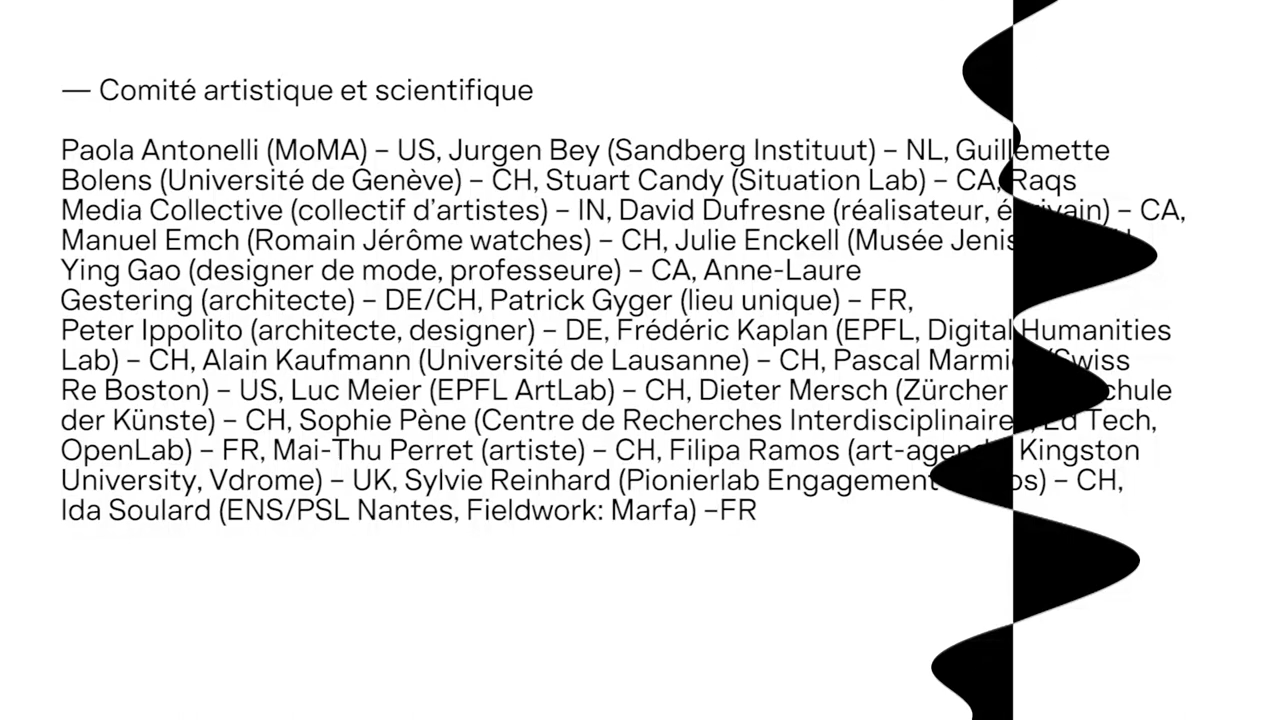 — Comité artistique et scientifique
Paola Antonelli (MoMA) – US, Jurgen Bey (Sandberg Instituut) – NL, Guillemette
Bolens (Université de Genève) – CH, Stuart Candy (Situation Lab) – CA, Raqs
Media Collective (collectif d’artistes) – IN, David Dufresne (réalisateur, – CA,
Manuel Emch (Romain Jérôme watches) – CH, Julie Enckell (Musée
Ying Gao (designer de mode, professeure) – CA, Anne-Laure
Gestering (architecte) – DE/CH, Patrick Gyger (lieu unique) – FR,
Peter Ippolito (architecte, designer) – DE, Frédéric Kaplan (EPFL, Digital Humanities
Lab) – CH, Alain Kaufmann (Université de Lausanne) – CH, Pascal (Swiss
Re Boston) – US, Luc Meier (EPFL ArtLab) – CH, Dieter Mersch (Zürcher
der Künste) – CH, Sophie Pène (Centre de Recherches Interdisciplinaires, Ed Tech,
OpenLab) – FR, Mai-Thu Perret (artiste) – CH, Filipa Ramos Kingston
University, Vdrome) – UK, Sylvie Reinhard (Pionierlab Engagement – CH,
Ida Soulard (ENS/PSL Nantes, Fieldwork: Marfa) –FR